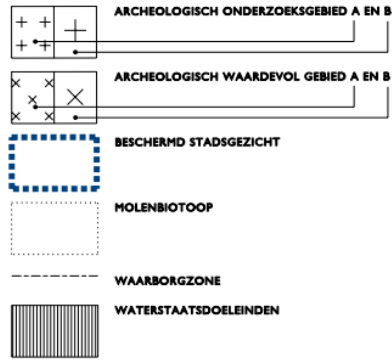 ARCHEOLOGISCH ONDERZOEKSGEBIED A EN B
ARCHEOLOGISCH WAARDEVOL GEBIED A EN B
BESCHERMD STADSGEZICHT
MOLENBIOTOOP
WAARBORGZONE
WATERSTAATSDOELEINDEN